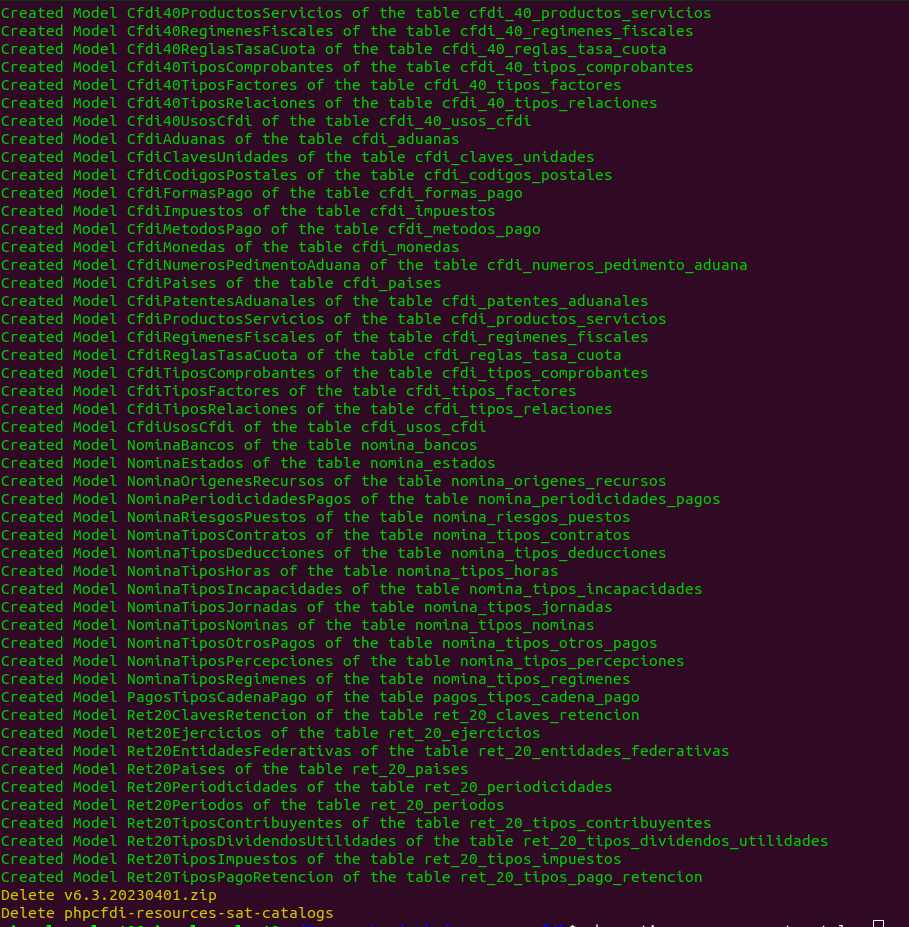 Created Model Cfdi40ProductosServicios of the table cfdi_40_productos_servicios
Created Model Cfdi40RegimenesFiscales of the table cfdi_40_regimenes_fiscales
Created Model Cfdi40ReglasTasaCuota of the table cfdi_40_reglas_tasa_cuota
Created Model Cfdi40TiposComprobantes of the table cfdi_40_tipos_comprobantes
Created Model Cfdi40TiposFactores of the table cfdi_40_tipos_factores
Created Model Cfdi40TiposRelaciones of the table cfdi_40_tipos_relaciones
Created Model Cfdi40UsosCfdi of the table cfdi_40_usos_cfdi
Created Model CfdiAduanas of the table cfdi_aduanas
Created Model CfdiClavesUnidades of the table cfdi_claves_unidades
Created Model CfdiCodigosPostales of the table cfdi_codigos_postales
Created Model CfdiFormasPago of the table cfdi_formas_pago
Created Model CfdiImpuestos of the table cfdi_impuestos
Created Model CfdiMetodosPago of the table cfdi_metodos_pago
Created Model CfdiMonedas of the table cfdi_monedas
Created Model CfdiNumerosPedimentoAduana of the table cfdi_numeros_pedimento_aduana
Created Model CfdiPaises of the table cfdi_paises
Created Model CfdiPatentesAduanales of the table cfdi_patentes_aduanales
Created Model CfdiProductosServicios of the table cfdi_productos_servicios
Created Model CfdiRegimenesFiscales of the table cfdi_regimenes_fiscales
Created Model CfdiReglasTasaCuota of the table cfdi_reglas_tasa_cuota
Created Model CfdiTiposComprobantes of the table cfdi_tipos_comprobantes
Created Model CfdiTiposFactores of the table cfdi_tipos_factores
Created Model CfdiTiposRelaciones of the table cfdi_tipos_relaciones
Created Model CfdiUsosCfdi of the table cfdi_usos_cfdi
Created Model NominaBancos of the table nomina_bancos
Created Model NominaEstados of the table nomina_estados
Created Model NominaOrigenesRecursos of the table nomina_origenes_recursos
Created Model NominaPeriodicidadesPagos of the table nomina_periodicidades_pagos
Created Model NominaRiesgosPuestos of the table nomina_riesgos_puestos
Created Model NominaTiposContratos of the table nomina_tipos_contratos
Created Model NominaTiposDeducciones of the table nomina_tipos_deducciones
Created Model NominaTiposHoras of the table nomina_tipos_horas
Created Model NominaTiposIncapacidades of the table nomina_tipos_incapacidades
Created Model NominaTiposJornadas of the table nomina_tipos_jornadas
Created Model NominaTiposNominas of the table nomina_tipos_nominas
Created Model NominaTiposOtrosPagos of the table nomina_tipos_otros_pagos
Created Model NominaTiposPercepciones of the table nomina_tipos_percepciones
Created Model NominaTiposRegimenes of the table nomina_tipos_regimenes
Created Model PagosTiposCadenaPago of the table pagos_tipos_cadena_pago
Created Model Ret20ClavesRetencion of the table ret_20_claves_retencion
Created Model Ret20Ejercicios of the table ret_20_ejercicios
Created Model Ret20EntidadesFederativas of the table ret_20_entidades_federativas
Created Model Ret20Paises of the table ret_20_paises
Created Model Ret20Periodicidades of the table ret_20_periodicidades
Created Model Ret20Periodos of the table ret_20_periodos
Created Model Ret20TiposContribuyentes of the table ret_20_tipos_contribuyentes
Created Model Ret20TiposDividendosUtilidades of the table ret_20_tipos_dividendos_utilidades
Created Model Ret20TiposImpuestos of the table ret_20_tipos_impuestos
Created Model Ret20TiposPagoRetencion of the table ret_20_tipos_pago_retencion
Delete v6.3.20230401.zip
Delete phpcfdi-resources-sat-catalogs